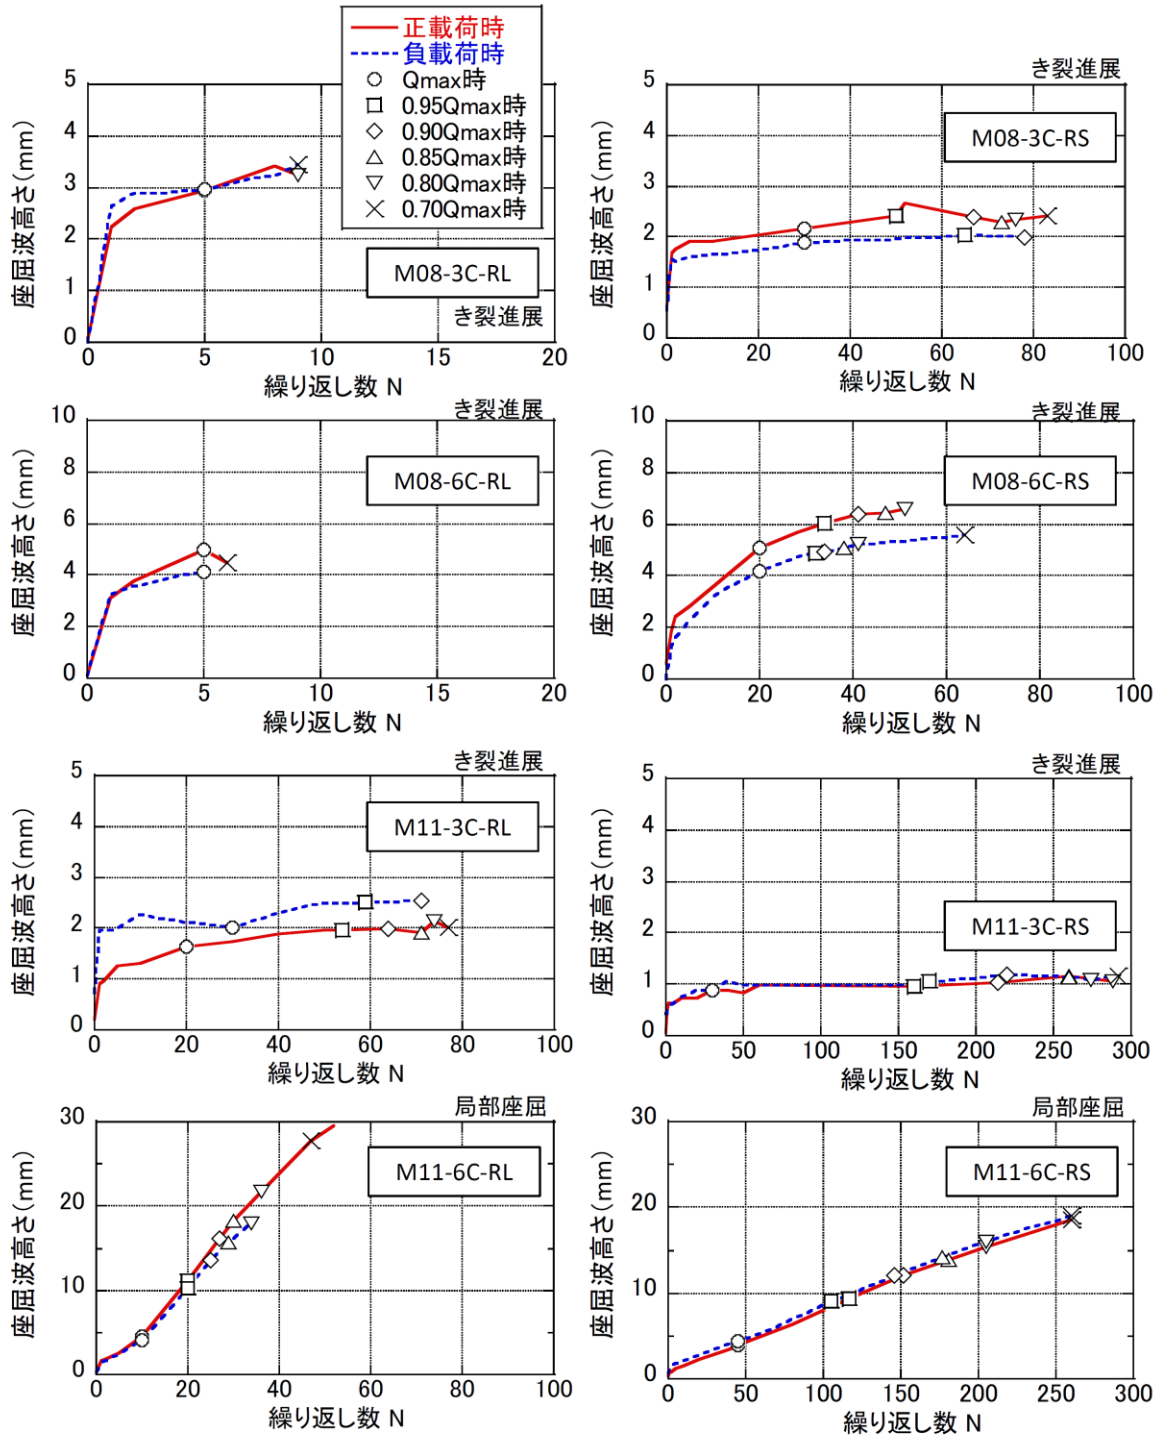 正載荷時
負載荷時
Qmax時
0.95Qmax時
0.90Qmax時
0.85Qmax時
0.80Qmax時
0.70Qmax時
座屈波高さ(mm)
5
4
3
2
1
0
M08-3C-RL
き裂進展
0 5 10 15 20
繰り返し数 N
き裂進展
座屈波高さ(mm)
5
4
3
2
1
0
M08-3C-RS
0 20 40 60 80 100
繰り返し数 N
き裂進展
座屈波高さ(mm)
10
8
6
4
2
0
M08-6C-RL
0 5 10 15 20
繰り返し数 N
き裂進展
座屈波高さ(mm)
10
8
6
4
2
0
M08-6C-RS
0 20 40 60 80 100
繰り返し数 N
き裂進展
座屈波高さ(mm)
5
4
3
2
1
0
M11-3C-RL
0 20 40 60 80 100
繰り返し数 N
き裂進展
座屈波高さ(mm)
5
4
3
2
1
0
M11-3C-RS
0 50 100 150 200 250 300
繰り返し数 N
局部座屈
座屈波高さ(mm)
30
20
10
0
M11-6C-RL
0 20 40 60 80 100
繰り返し数 N
局部座屈
座屈波高さ(mm)
30
20
10
0
M11-6C-RS
0 50 100 150 200 250 300
繰り返し数 N